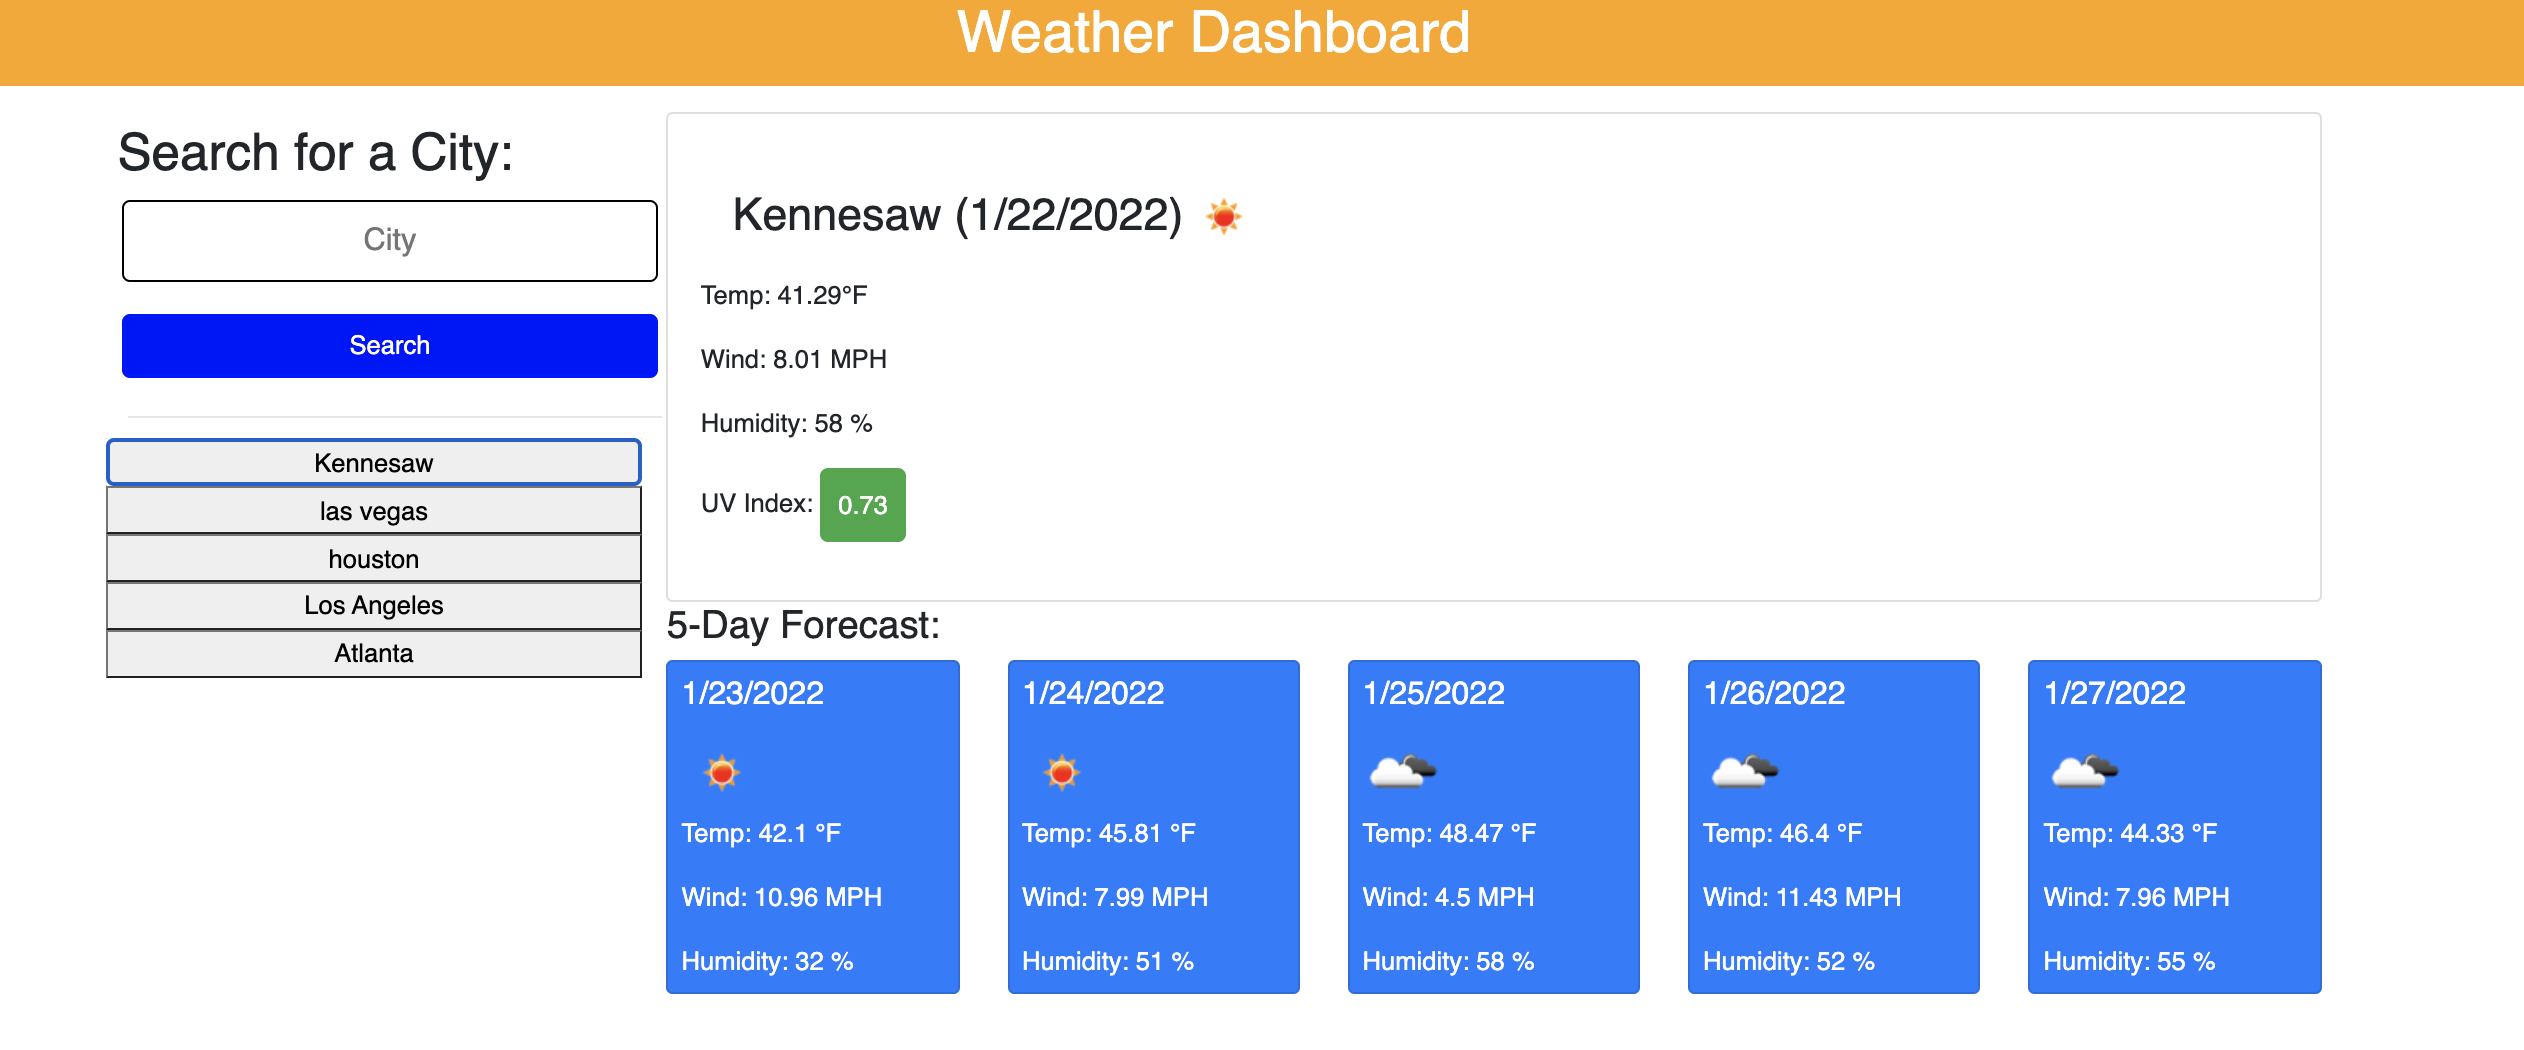 Weather Dashboard
Search for a City:
City
Search
Kennesaw
las vegas
houston
Los Angeles
Atlanta
Kennesaw (1/22/2022)
Temp: 41.29°F
Wind: 8.01 MPH
Humidity: 58 %
UV Index: 0.73
5-Day Forecast:
1/23/2022
Temp: 42.1 °F
Wind: 10.96 MPH
Humidity: 32 %
1/24/2022
Temp: 45.81 °F
Wind: 7.99 MPH
Humidity: 51 %
1/25/2022
Temp: 48.47 °F
Wind: 4.5 MPH
Humidity: 58 %
1/26/2022
Temp: 46.4 °F
Wind: 11.43 MPH
Humidity: 52 %
1/27/2022
Temp: 44.33 °F
Wind: 7.96 MPH
Humidity: 55 %